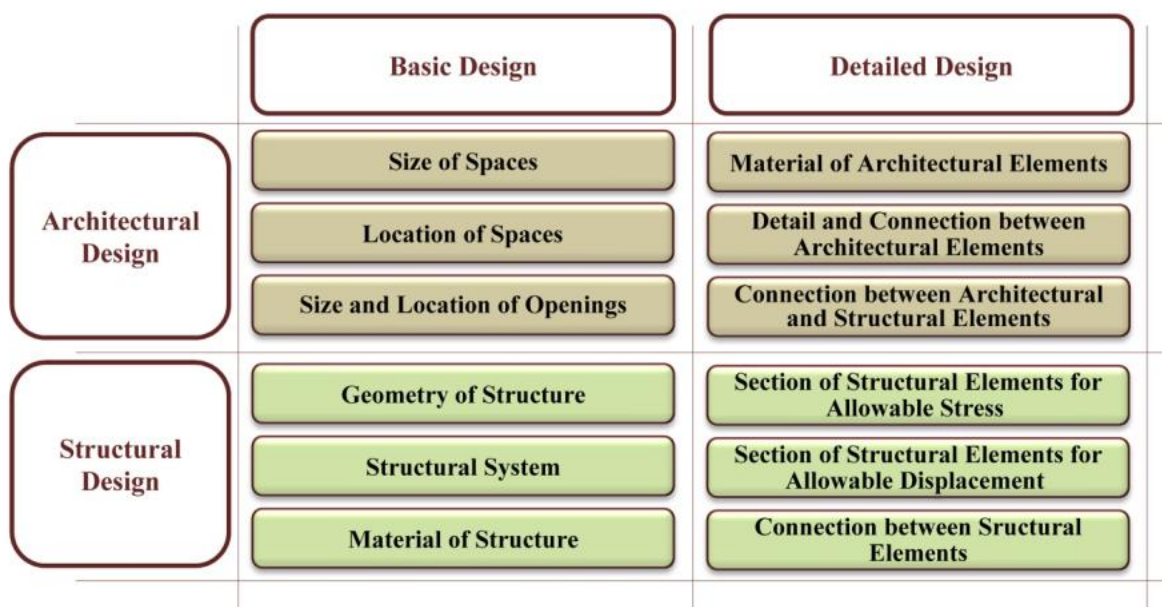 Basic Design
Detailed Design
Architectural
Design
Size of Spaces
Material of Architectural Elements
Location of Spaces
Detail and Connection between
Architectural Elements
Size and Location of Openings
Connection between Architectural
and Structural Elements
Structural
Design
Geometry of Structure
Section of Structural Elements for
Allowable Stress
Structural System
Section of Structural Elements for
Allowable Displacement
Material of Structure
Connection between Sructural
Elements